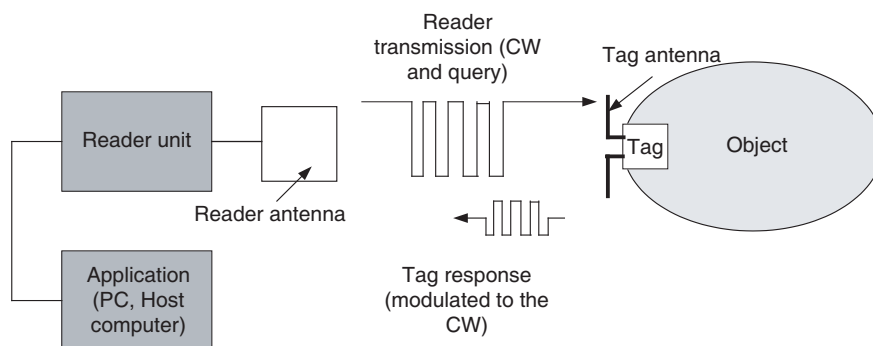 Reader
transmission (CW
and query)
Tag antenna
Reader unit
Tag
Object
Reader antenna
Application
(PC, Host
computer)
Tag response
(modulated to the
CW)